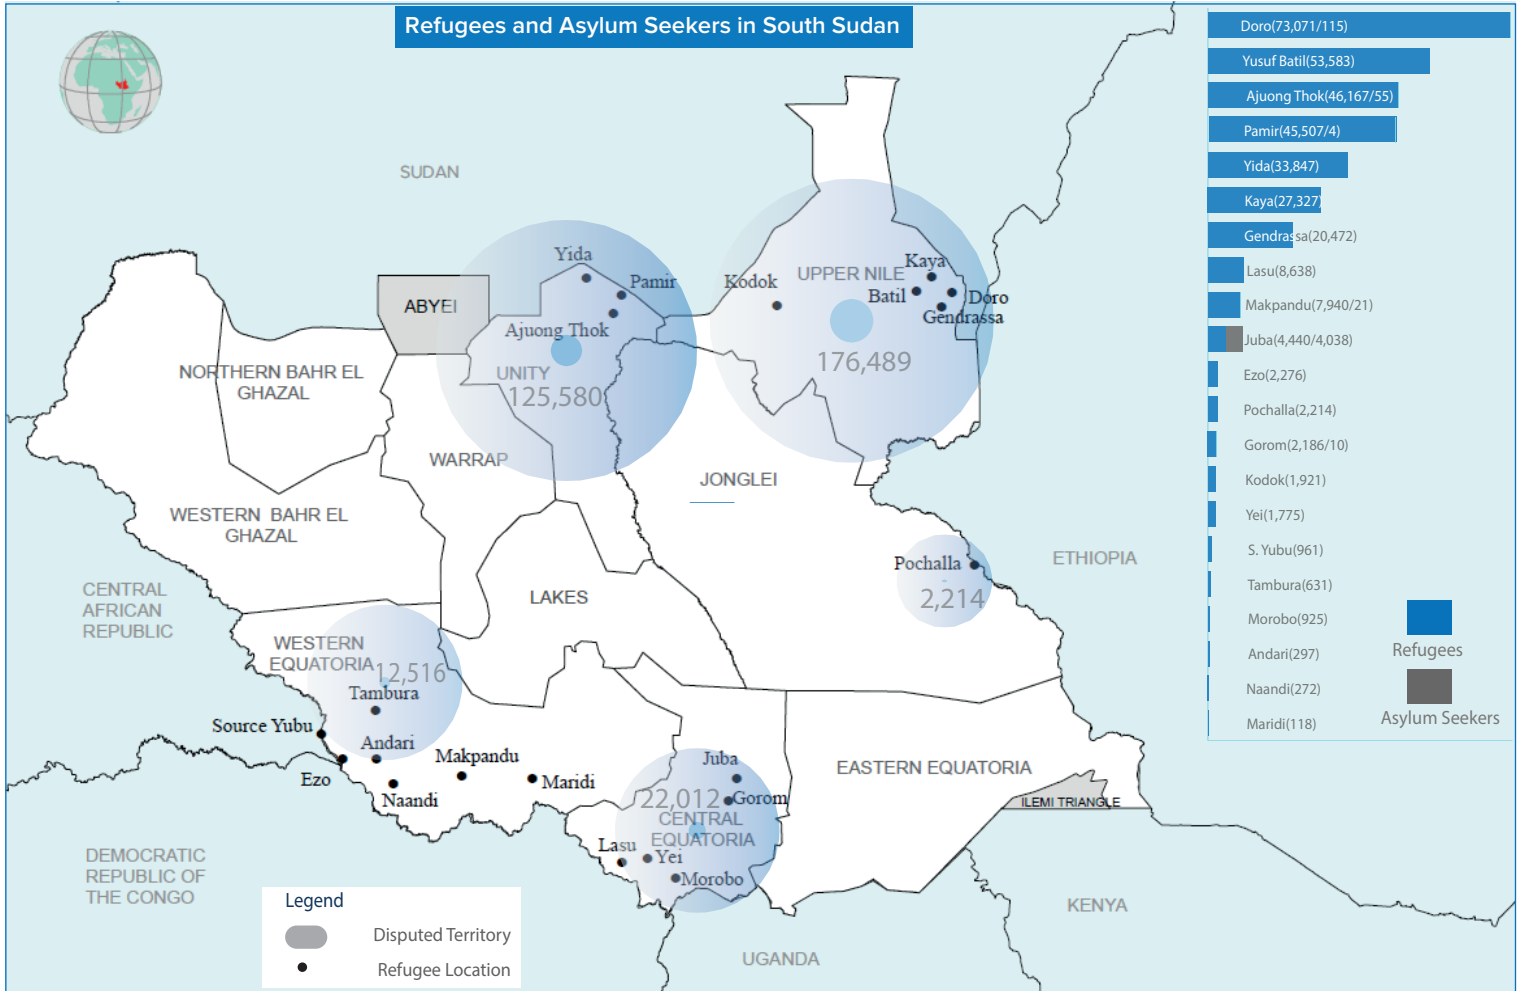 Refugees and Asylum Seekers in South Sudan
SUDAN
Yida
Pamir
Ajuong Thok
ABYEI
UNITY
125,580
Kodok
UPPER NILE
Kaya
Batil
Doro
Gendrassa
176,489
NORTHERN BAHR EL
GHAZAL
WARRAP
JONGLEI
WESTERN BAHR EL
GHAZAL
CENTRAL
AFRICAN
REPUBLIC
LAKES
Pochalla
2,214
ETHIOPIA
WESTERN
EQUATORIA
12,516
Tambura
Source Yubu
Andari
Ezo
Naandi
Makpandu
Maridi
Juba
22,012
Gorom
CENTRAL
EQUATORIA
Lasu
Yei
Morobo
EASTERN EQUATORIA
ILEMI TRIANGLE
DEMOCRATIC
REPUBLIC OF
THE CONGO
UGANDA
KENYA
Legend
Disputed Territory
Refugee Location
Doro(73,071/115)
Yusuf Batil(53,583)
Ajuong Thok(46,167/55)
Pamir(45,507/4)
Yida(33,847)
Kaya(27,327)
Gendrassa(20,472)
Lasu(8,638)
Makpandu(7,940/21)
Juba(4,440/4,038)
Ezo(2,276)
Pochalla(2,214)
Gorom(2,186/10)
Kodok(1,921)
Yei(1,775)
S. Yubu(961)
Tambura(631)
Morobo(925)
Andari(297)
Naandi(272)
Maridi(118)
Refugees
Asylum Seekers